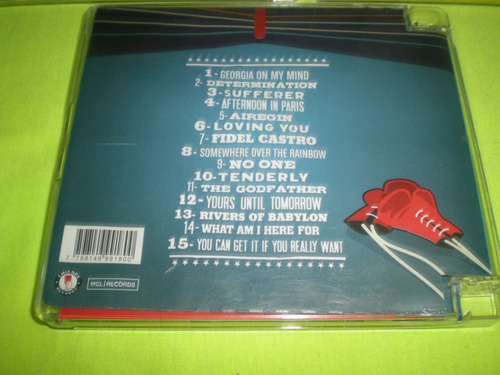 1- GEORGIA ON MY MIND
2- DETERMINATION
3- SUFFERER
4- AFTERNOON IN PARIS
5- AIREGIN
6- LOVING YOU
7- FIDEL CASTRO
8- SOMEWHERE OVER THE RAINBOW
9- NO ONE
10- TENDERLY
11- THE GODFATHER
12- YOURS UNTIL TOMORROW
13- RIVERS OF BABYLON
14- WHAT AM I HERE FOR
15- YOU CAN GET IT IF YOU REALLY WANT
7 798149 991800
MGL | RECORDS